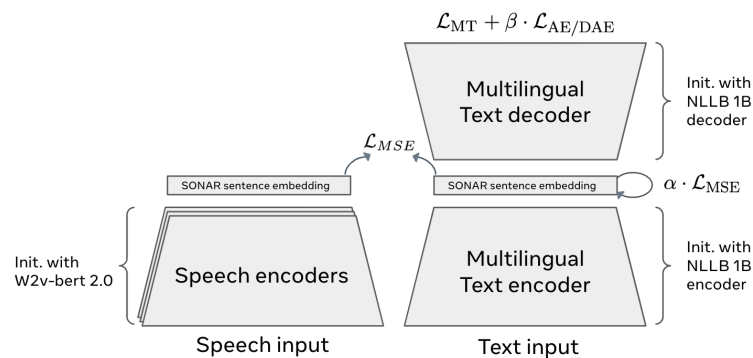 ℒ_MT + β · ℒ_AE/DAE
Multilingual
Text decoder
Init. with
NLLB 1B
decoder
ℒ_MSE
SONAR sentence embedding
SONAR sentence embedding
α · ℒ_MSE
Init. with
W2v-bert 2.0
Speech encoders
Multilingual
Text encoder
Init. with
NLLB 1B
encoder
Speech input
Text input